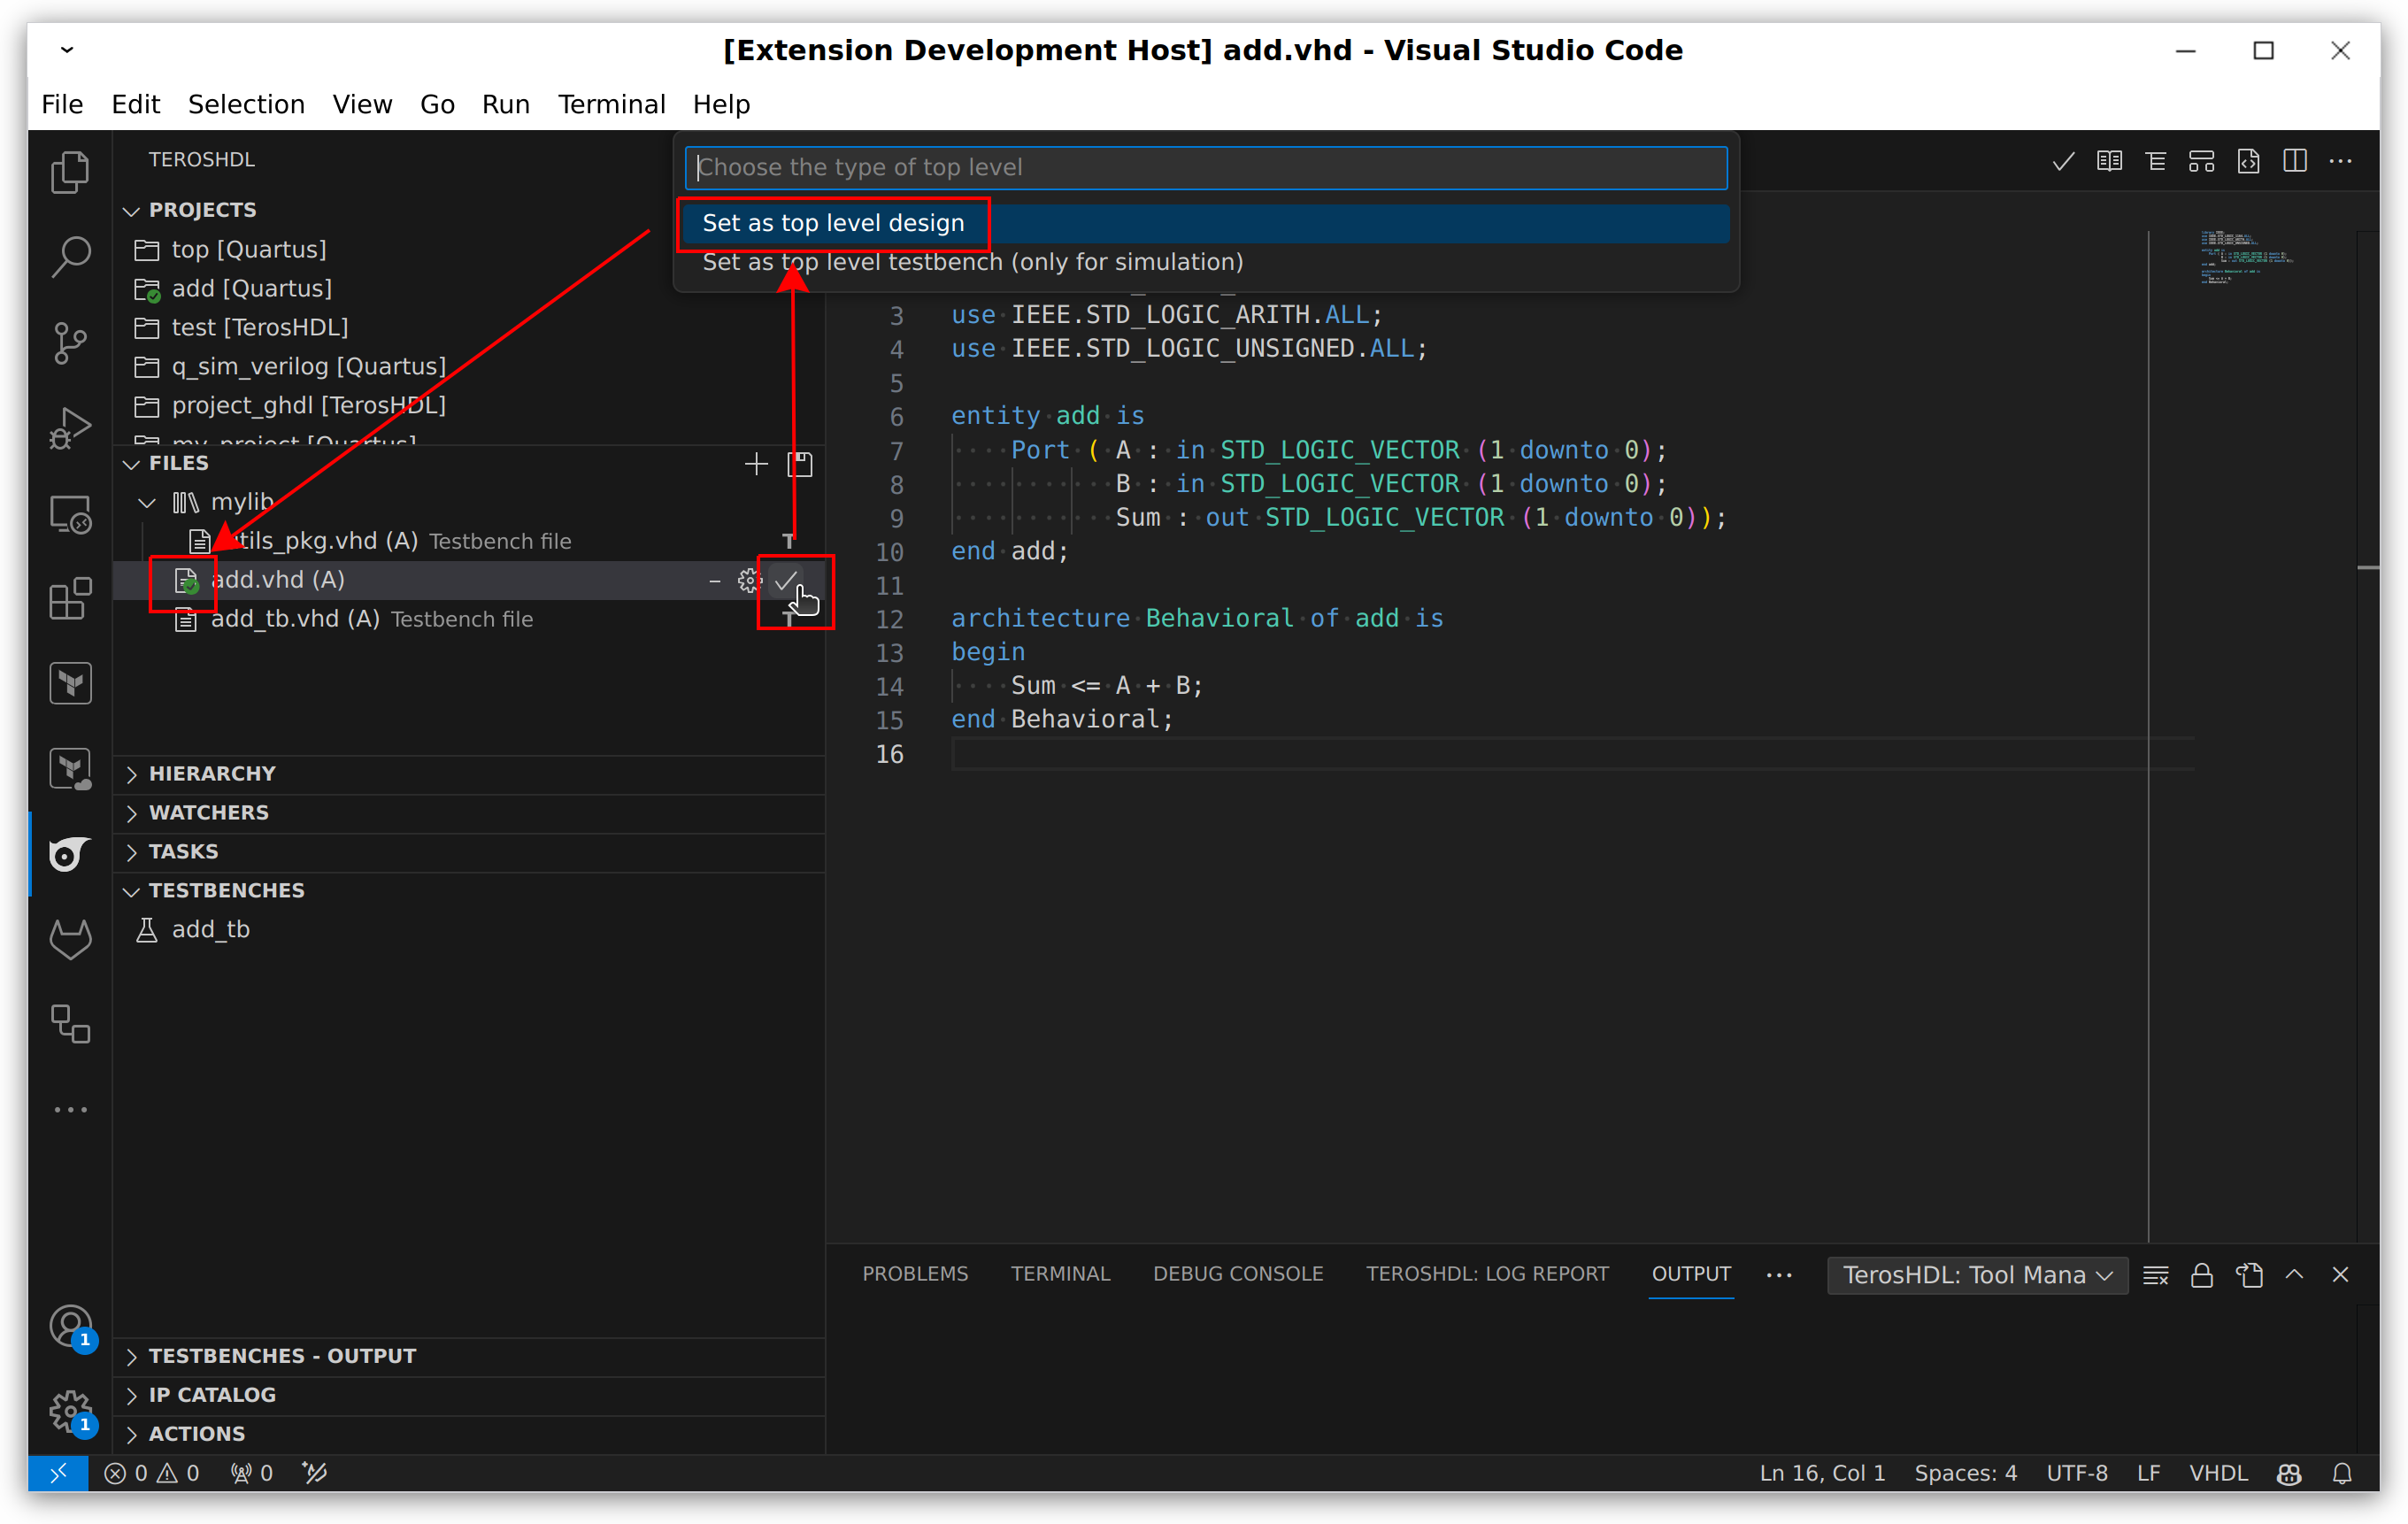 [Extension Development Host] add.vhd - Visual Studio Code
File Edit Selection View Go Run Terminal Help
TEROSHDL
PROJECTS
top [Quartus]
add [Quartus]
test [TerosHDL]
q_sim_verilog [Quartus]
project_ghdl [TerosHDL]
my_project [Quartus]
FILES
mylib
utils_pkg.vhd (A) Testbench file T
add.vhd (A)
add_tb.vhd (A) Testbench file T
HIERARCHY
WATCHERS
TASKS
TESTBENCHES
add_tb
TESTBENCHES - OUTPUT
IP CATALOG
ACTIONS
1
1
Choose the type of top level
Set as top level design
Set as top level testbench (only for simulation)
3 use IEEE.STD_LOGIC_ARITH.ALL;
4 use IEEE.STD_LOGIC_UNSIGNED.ALL;
5
6 entity add is
7 Port ( A : in STD_LOGIC_VECTOR (1 downto 0);
8 B : in STD_LOGIC_VECTOR (1 downto 0);
9 Sum : out STD_LOGIC_VECTOR (1 downto 0));
10 end add;
11
12 architecture Behavioral of add is
13 begin
14 Sum <= A + B;
15 end Behavioral;
16
PROBLEMS TERMINAL DEBUG CONSOLE TEROSHDL: LOG REPORT OUTPUT TerosHDL: Tool Mana
0 0 0 Ln 16, Col 1 Spaces: 4 UTF-8 LF VHDL